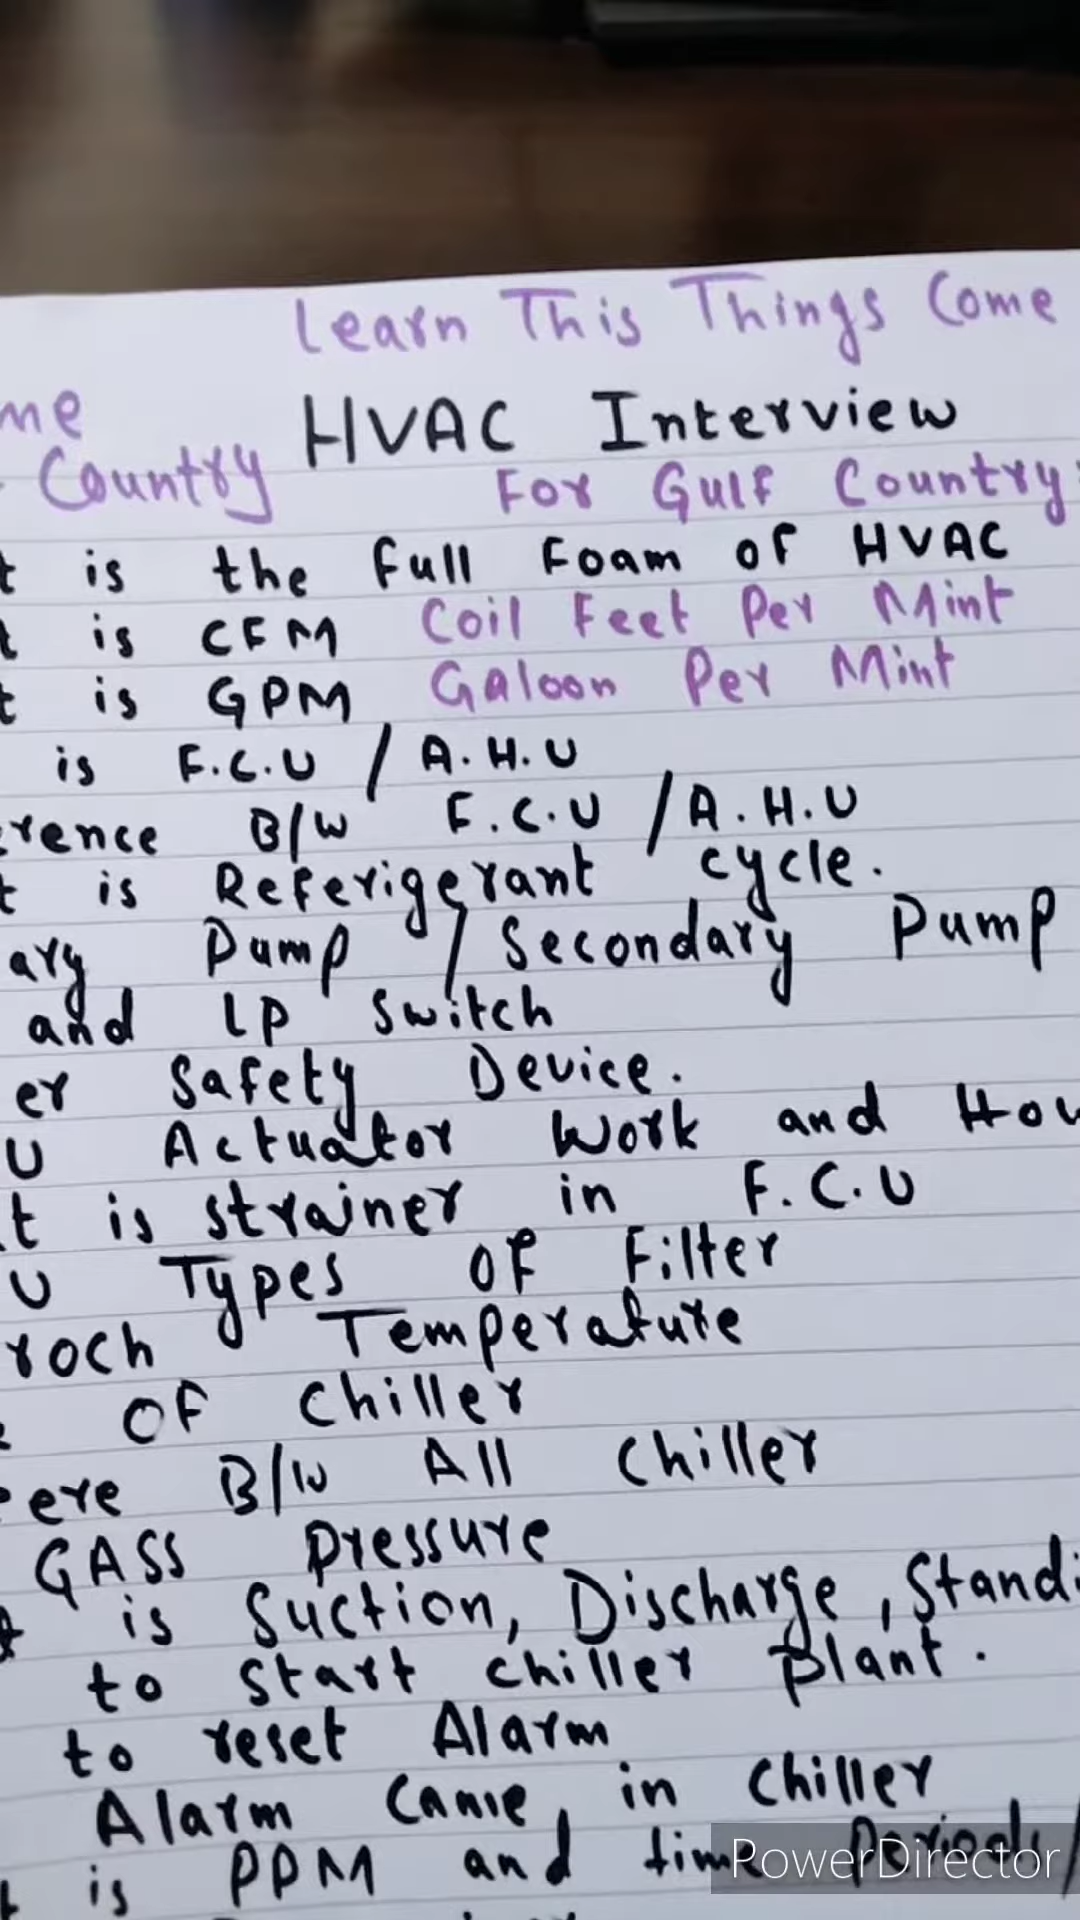 Learn This Things Come
me HVAC Interview
Country For Gulf Country
is the Full Foam of HVAC
is CFM Coil Feet Per Mint
is GPM Galoon Per Mint
is F.C.U / A.H.U
rence B/W F.C.U / A.H.U
is Referigerant cycle.
ary Pump / Secondary Pump
and LP Switch
er Safety Device.
U Actuator Work and How
t is strainer in F.C.U
U Types OF Filter
roch Temperature
OF Chiller
ere B/W All Chiller
GASS Pressure
is Suction, Discharge, Standi
to start chiller Plant.
to reset Alarm
Alarm Came in Chiller
is PPM and time Period /
PowerDirector